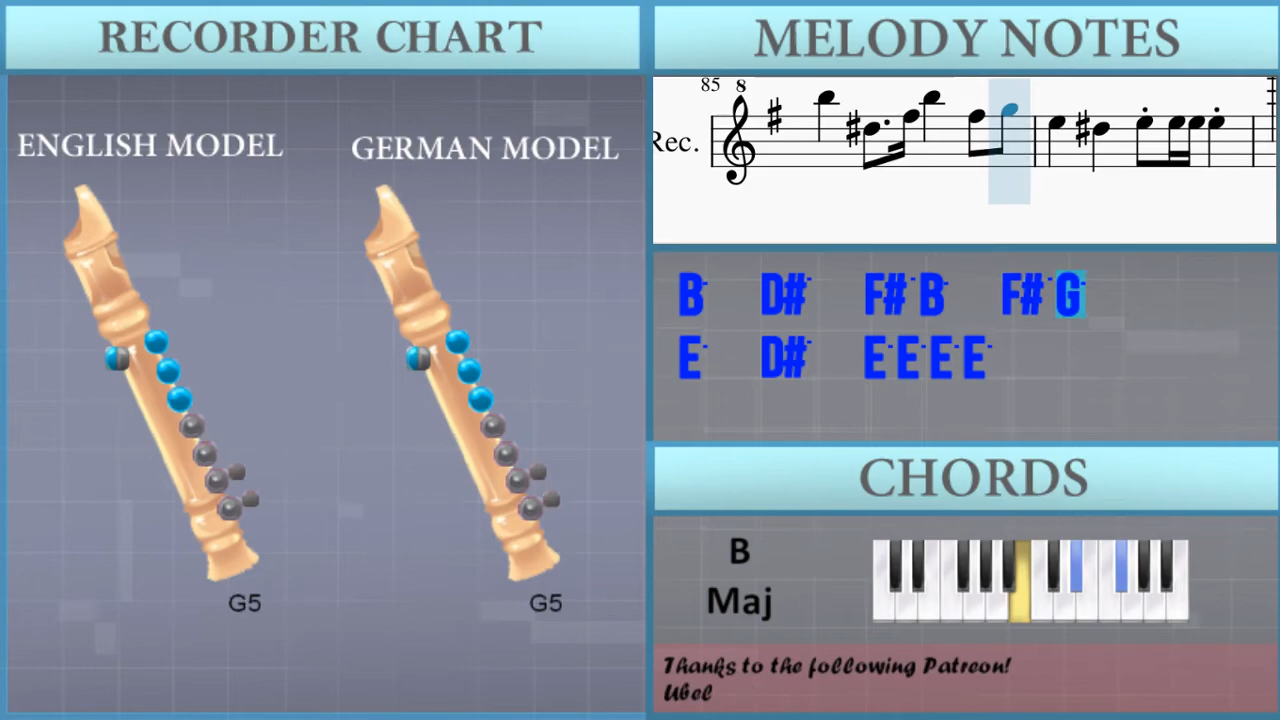 RECORDER CHART
ENGLISH MODEL
GERMAN MODEL
G5
G5
MELODY NOTES
85
8
Rec.
B- D#- F#- B- F#- G-
E- D#- E- E- E- E-
CHORDS
B
Maj
Thanks to the following Patreon!
Ubel